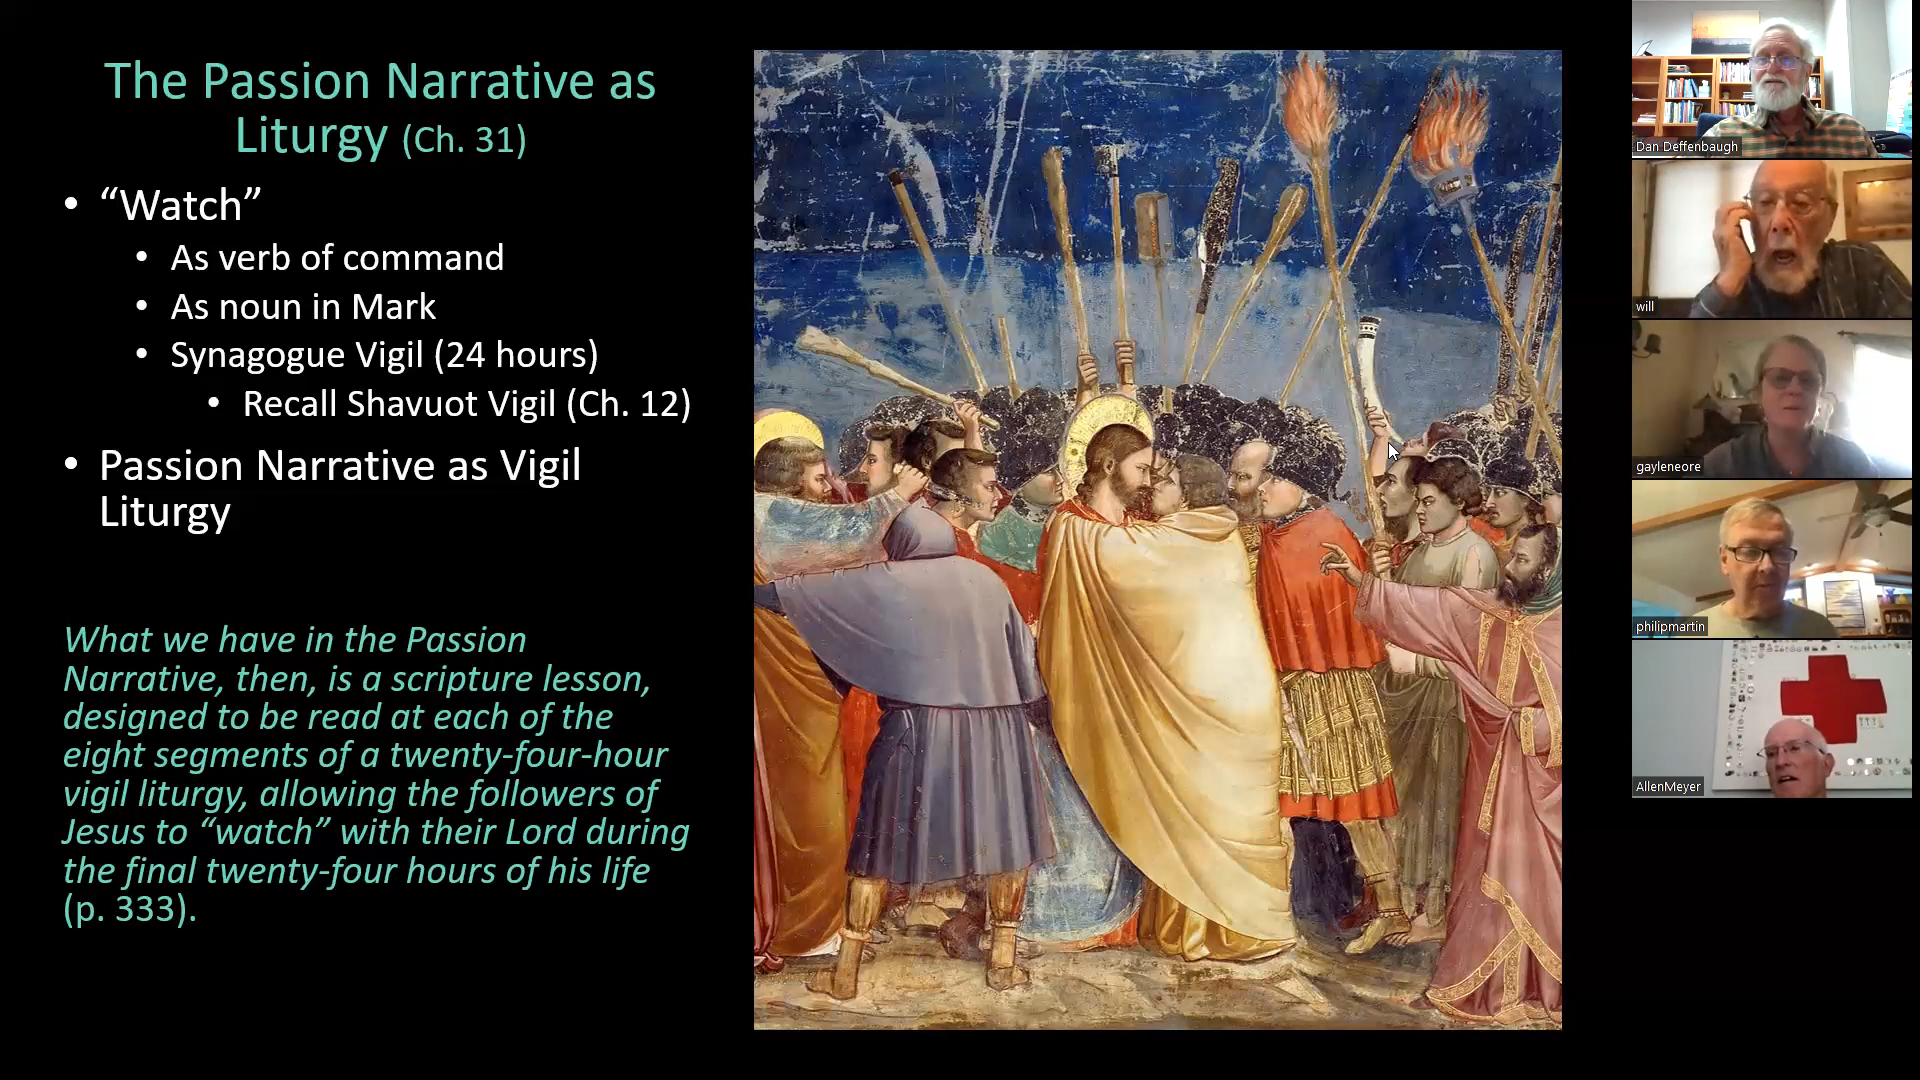 The Passion Narrative as
Liturgy (Ch. 31)
• “Watch”
• As verb of command
• As noun in Mark
• Synagogue Vigil (24 hours)
• Recall Shavuot Vigil (Ch. 12)
• Passion Narrative as Vigil
Liturgy
What we have in the Passion
Narrative, then, is a scripture lesson,
designed to be read at each of the
eight segments of a twenty-four-hour
vigil liturgy, allowing the followers of
Jesus to “watch” with their Lord during
the final twenty-four hours of his life
(p. 333).
Dan Deffenbaugh
will
gayleneore
philipmartin
AllenMeyer